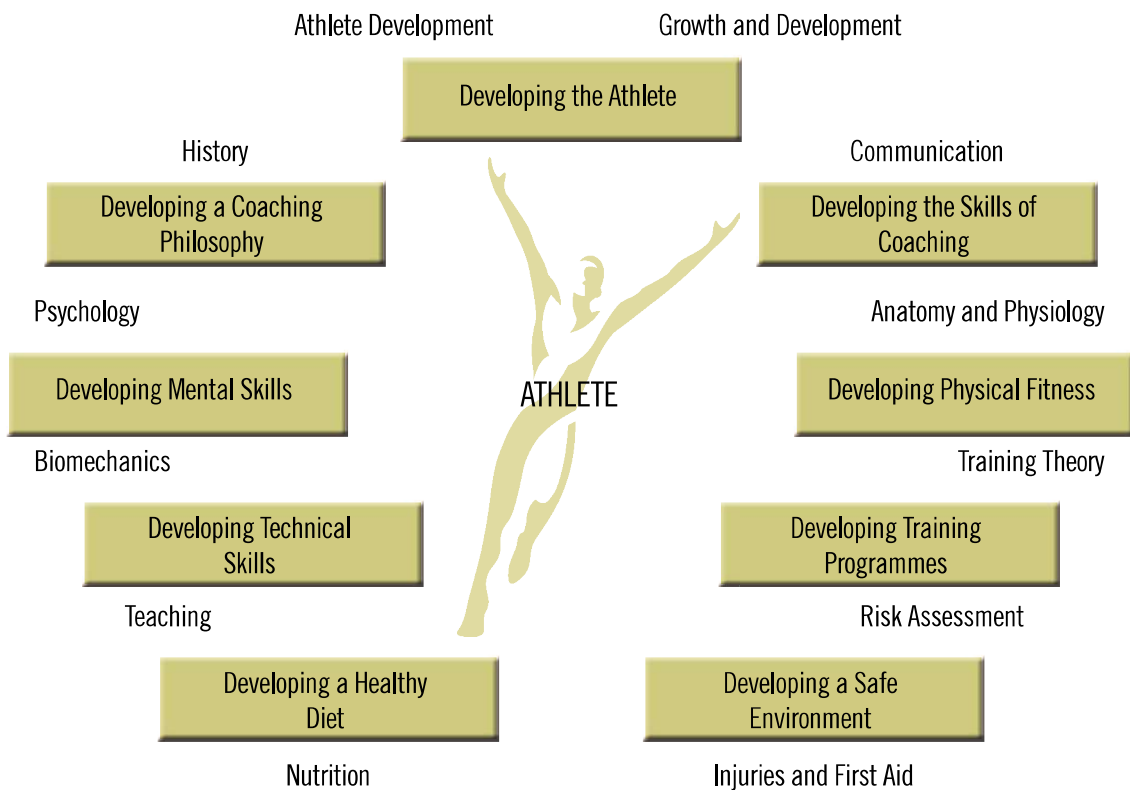 Athlete Development
Growth and Development
Developing the Athlete
History
Communication
Developing a Coaching
Philosophy
Developing the Skills of
Coaching
Psychology
Anatomy and Physiology
Developing Mental Skills
ATHLETE
Developing Physical Fitness
Biomechanics
Training Theory
Developing Technical
Skills
Developing Training
Programmes
Teaching
Risk Assessment
Developing a Healthy
Diet
Developing a Safe
Environment
Nutrition
Injuries and First Aid